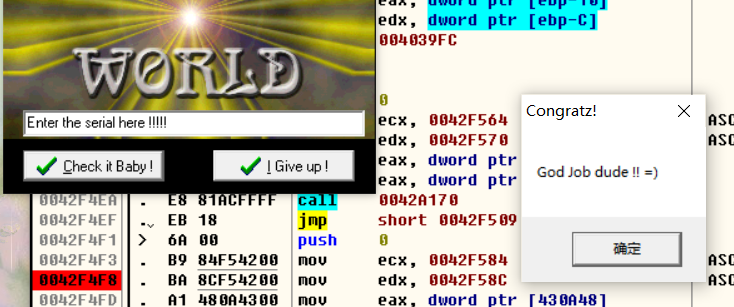 eax, dword ptr [ebp-10]
edx, dword ptr [ebp-C]
004039FC
WORLD
0
Enter the serial here !!!!!
ecx, 0042F564
edx, 0042F570
Check it Baby !
I Give up !
eax, dword ptr
eax, dword ptr
Congratz!
God Job dude !! =)
确定
ASC
ASC
0042F4EA . E8 81ACFFFF call 0042A170
0042F4EF .. EB 18 jmp short 0042F509
0042F4F1 > 6A 00 push 0
0042F4F3 . B9 84F54200 mov ecx, 0042F584 ASC
0042F4F8 . BA 8CF54200 mov edx, 0042F58C ASC
0042F4FD . A1 480A4300 mov eax, dword ptr [430A48]